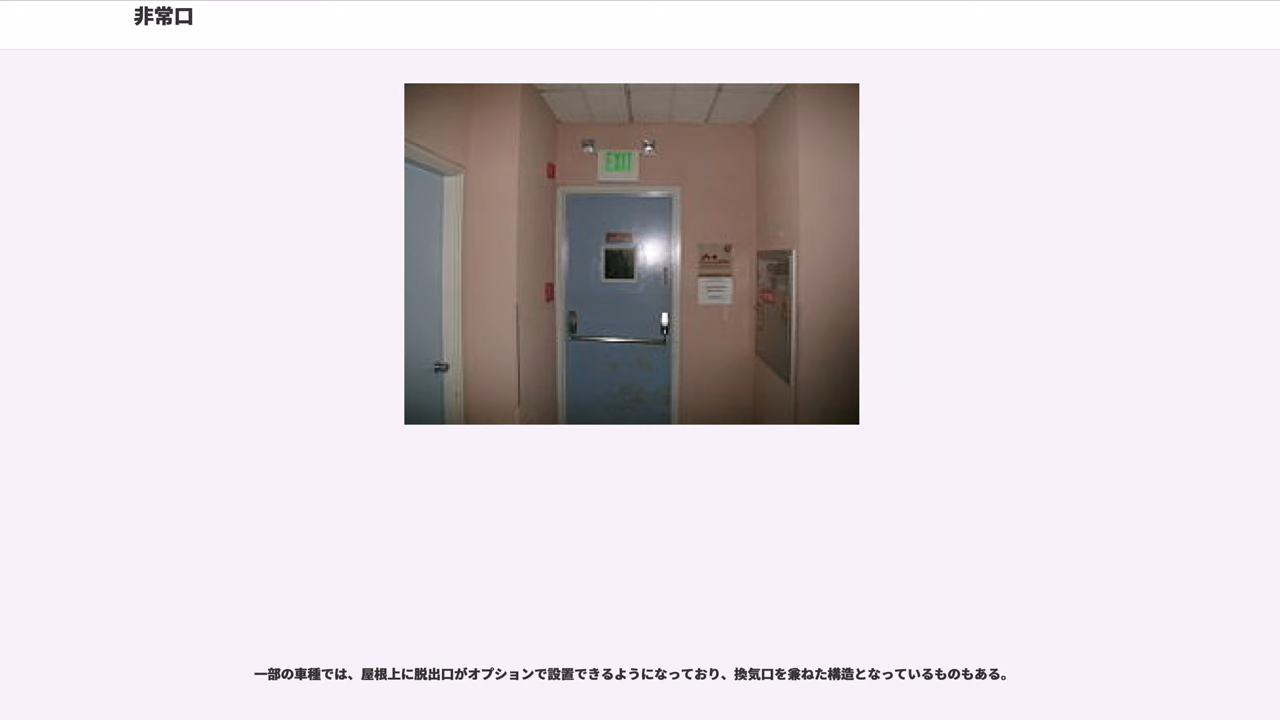 非常口
EXIT
一部の車種では、屋根上に脱出口がオプションで設置できるようになっており、換気口を兼ねた構造となっているものもある。